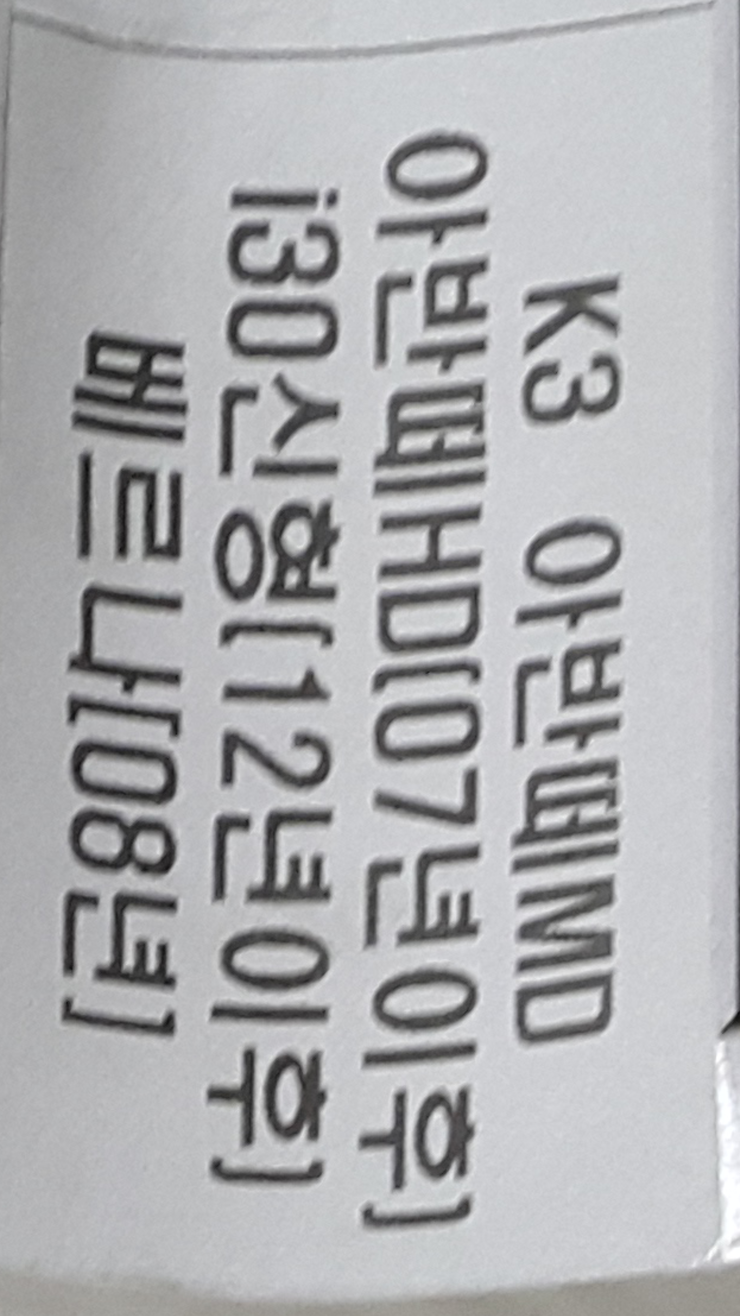 K3 아반떼MD
아반떼HD(07년이후)
i30신형(12년이후)
베르나(08년)